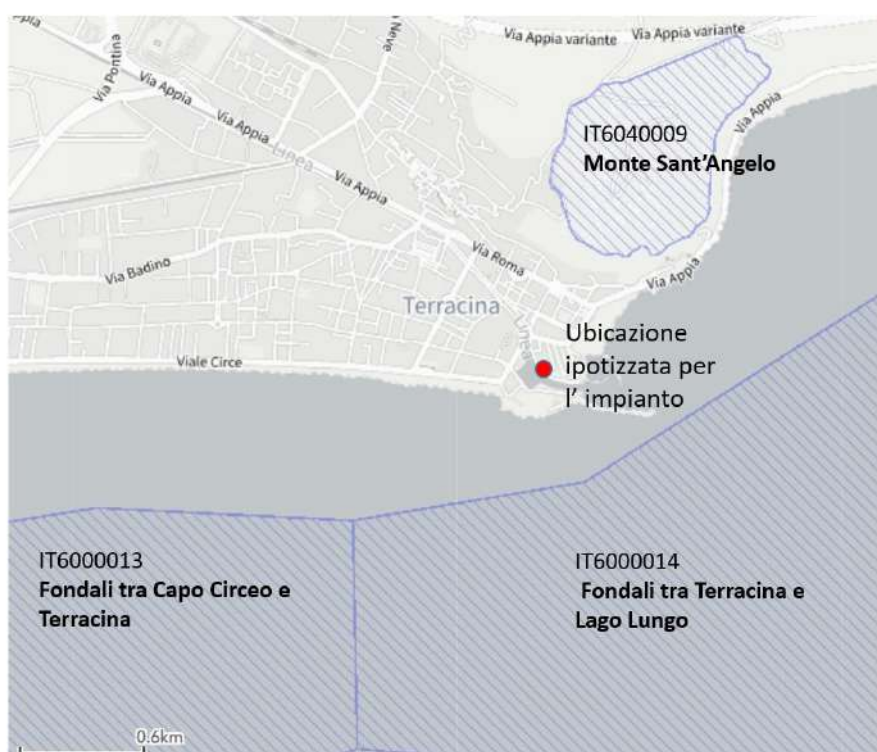 Via Appia variante
Via Appia variante
Via Pontina
Neve
Via Appia
Via Appia
Via Appia
IT6040009
Monte Sant’Angelo
Linea
Via Appia
Via Roma
Via Badino
Via Appia
Terracina
Linea
Viale Circe
Ubicazione
ipotizzata per
l’ impianto
IT6000013
Fondali tra Capo Circeo e
Terracina
IT6000014
Fondali tra Terracina e
Lago Lungo
0.6km